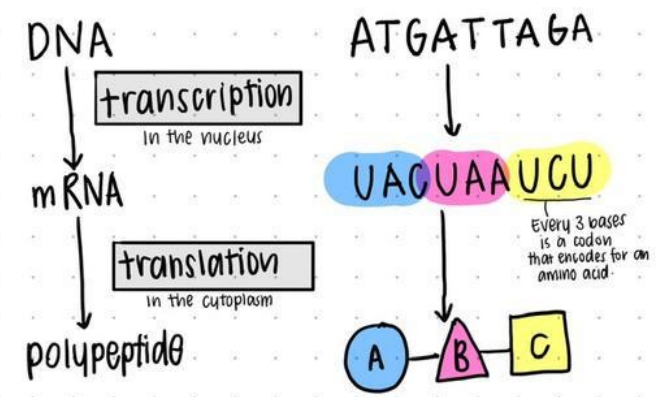 DNA
transcription
in the nucleus
mRNA
translation
in the cytoplasm
polypeptide
ATGATTAGA
UACUAAUCU
Every 3 bases
is a codon
that encodes for an
amino acid.
A
B
C